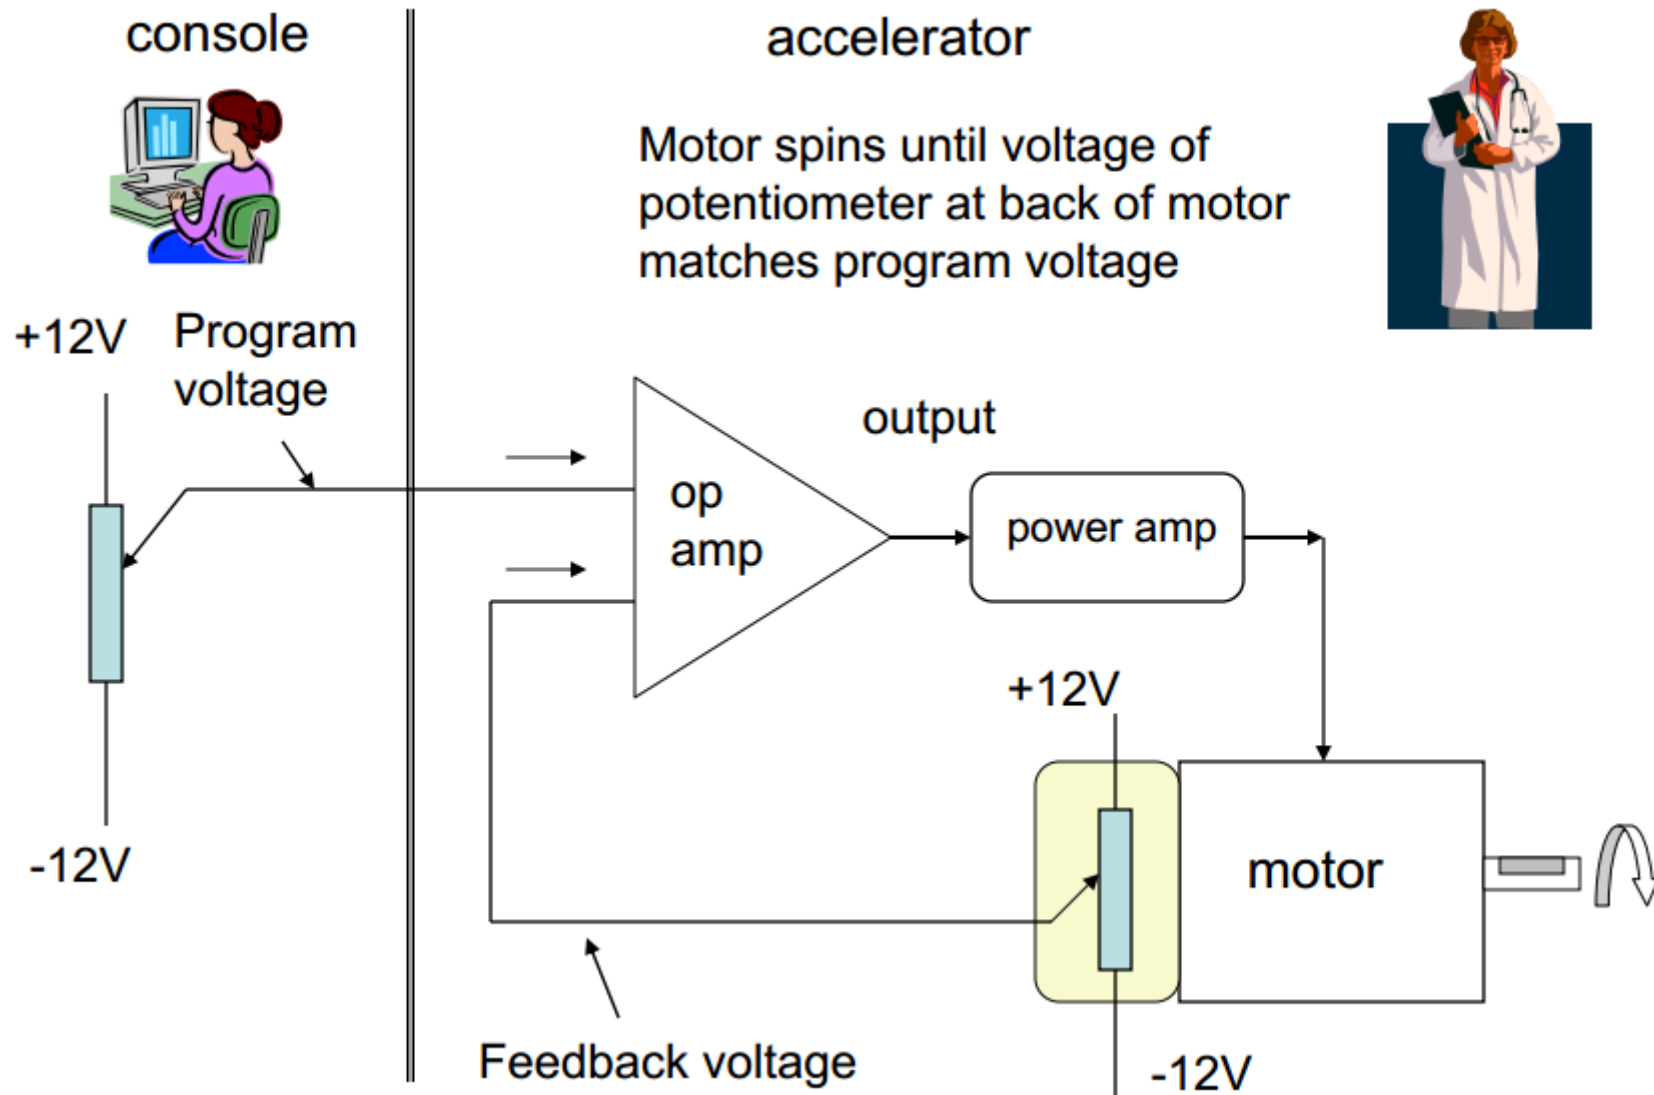 console
accelerator
Motor spins until voltage of
potentiometer at back of motor
matches program voltage
+12V
Program
voltage
output
op
amp
power amp
+12V
-12V
motor
Feedback voltage
-12V